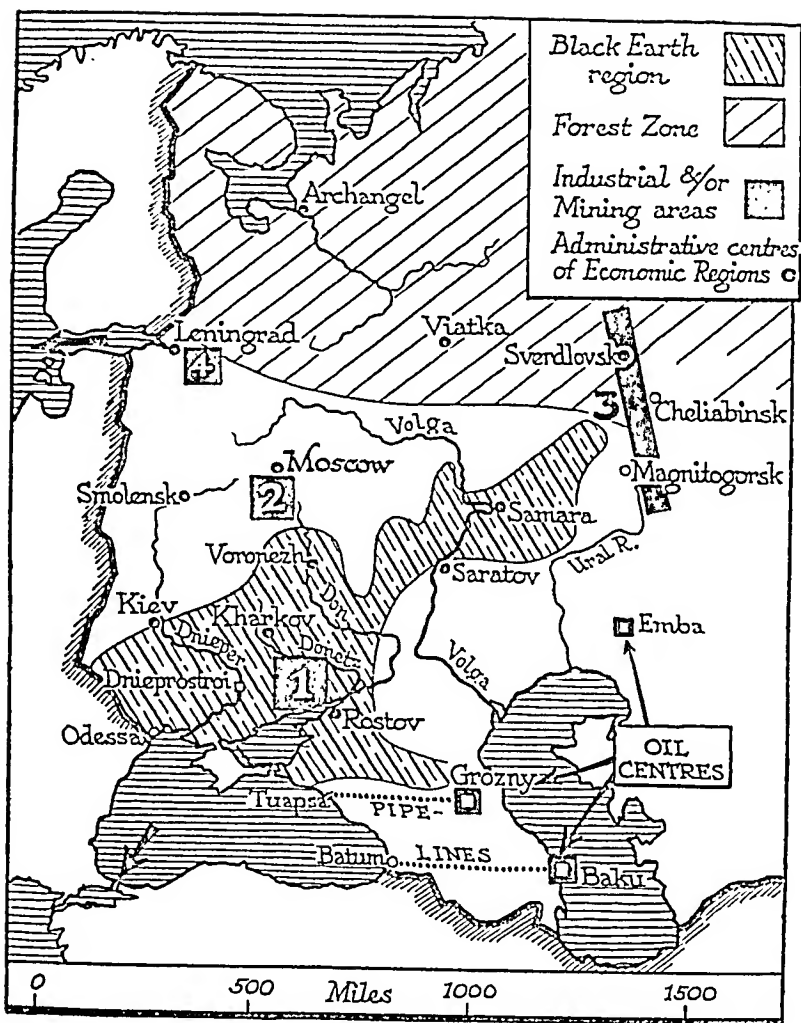 Black Earth
region
Forest Zone
Industrial &/or
Mining areas
Administrative centres
of Economic Regions
Archangel
Leningrad
4
Viatka
Sverdlovsk
3
Cheliabinsk
Volga
Moscow
Magnitogorsk
Smolensk
2
Samara
Voronezh
Saratov
Ural R.
Don
Kiev
Kharkov
Emba
Dnieper
Donetz
Volga
Dnieprostroi
1
Rostov
Odessa
OIL
CENTRES
Grozny
Tuapsa
PIPE-
Batum
LINES
Baku
0 500 Miles 1000 1500